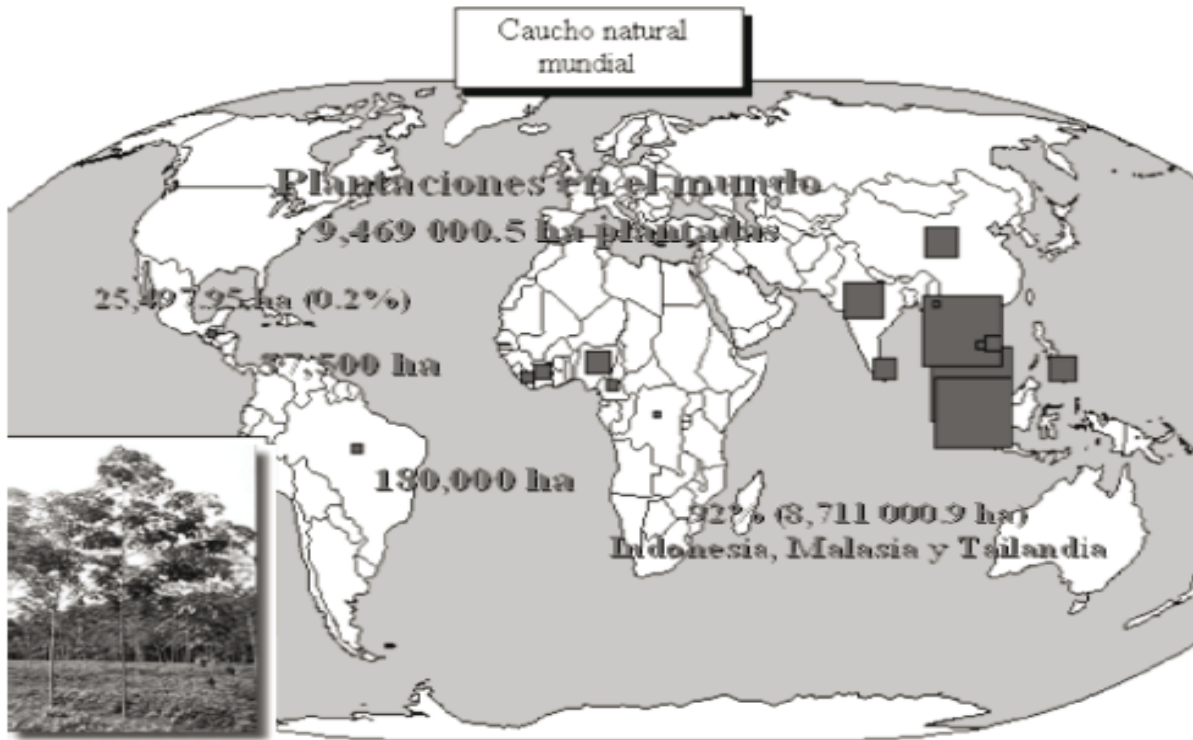 Caucho natural
mundial
Plantaciones en el mundo
9,469 000.5 ha plantadas
25,497.95 ha (0.2%)
37,500 ha
180,000 ha
92% (8,711 000.9 ha)
Indonesia, Malasia y Tailandia